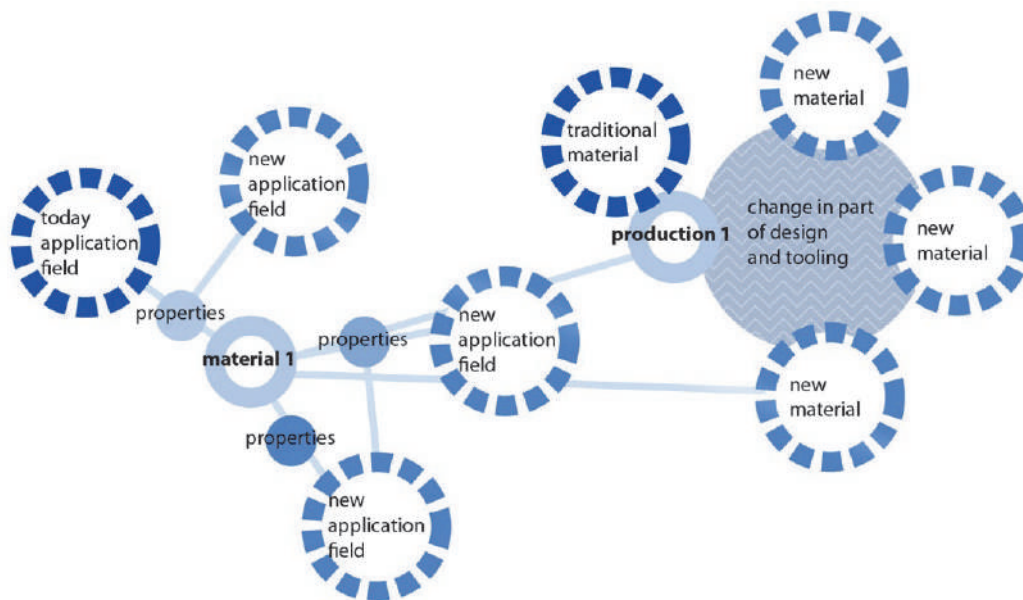 new
material
traditional
material
new
application
field
today
application
field
production 1
change in part
of design
and tooling
new
material
properties
properties
new
application
field
material 1
new
material
properties
new
application
field